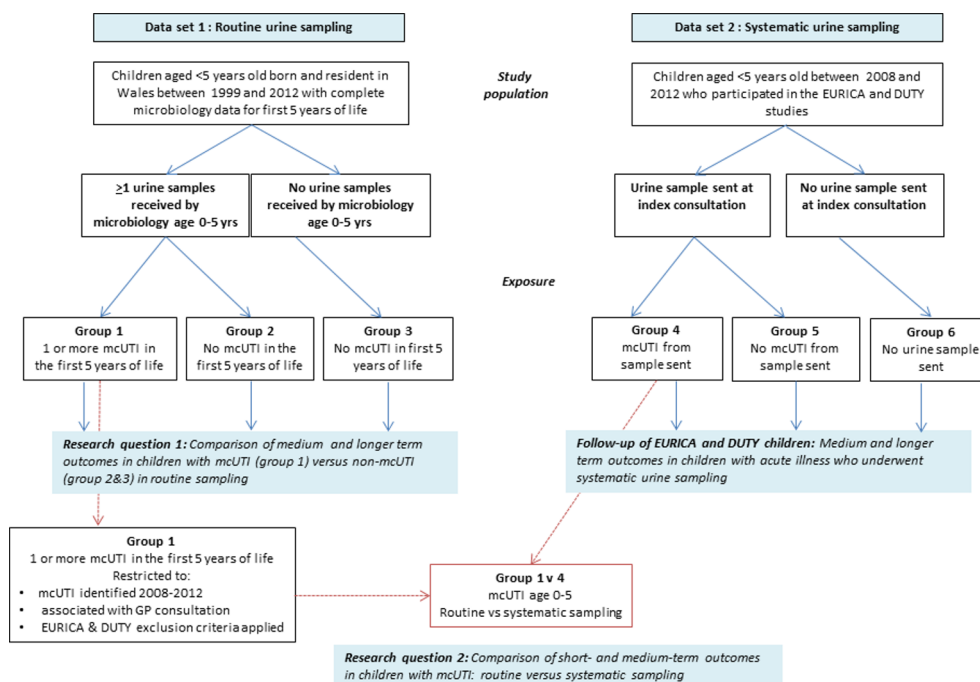 Data set 1 : Routine urine sampling
Data set 2 : Systematic urine sampling
Children aged <5 years old born and resident in
Wales between 1999 and 2012 with complete
microbiology data for first 5 years of life
Study
population
Children aged <5 years old between 2008 and
2012 who participated in the EURICA and DUTY
studies
≥1 urine samples
received by
microbiology age 0-5 yrs
No urine samples
received by microbiology
age 0-5 yrs
Urine sample sent at
index consultation
No urine sample sent
at index consultation
Exposure
Group 1
1 or more mcUTI in
the first 5 years of life
Group 2
No mcUTI in the
first 5 years of life
Group 3
No mcUTI in first 5
years of life
Group 4
mcUTI from
sample sent
Group 5
No mcUTI from
sample sent
Group 6
No urine sample
sent
Research question 1: Comparison of medium and longer term
outcomes in children with mcUTI (group 1) versus non-mcUTI
(group 2&3) in routine sampling
Follow-up of EURICA and DUTY children: Medium and longer
term outcomes in children with acute illness who underwent
systematic urine sampling
Group 1
1 or more mcUTI in the first 5 years of life
Restricted to:
• mcUTI identified 2008-2012
• associated with GP consultation
• EURICA & DUTY exclusion criteria applied
Group 1 v 4
mcUTI age 0-5
Routine vs systematic sampling
Research question 2: Comparison of short- and medium-term outcomes
in children with mcUTI: routine versus systematic sampling